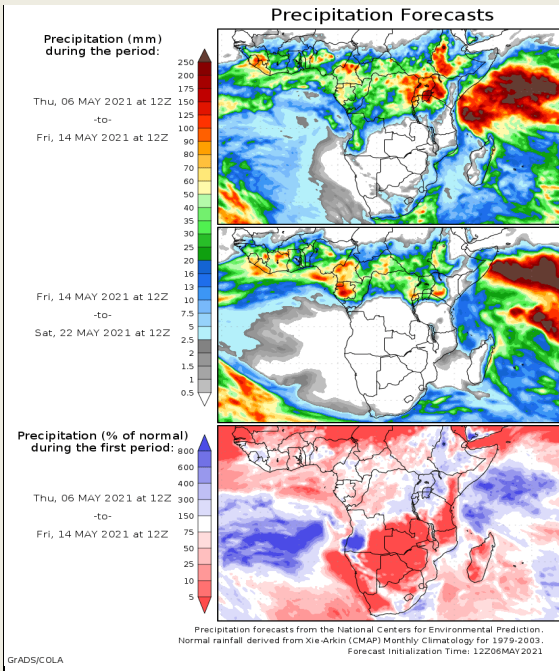 Precipitation Forecasts
Precipitation (mm)
during the period:
250
200
175
150
125
100
90
80
70
60
50
40
35
30
25
20
16
13
10
7.5
5
2.5
2
1.5
1
0.5
Thu, 06 MAY 2021 at 12Z
-to-
Fri, 14 MAY 2021 at 12Z
Fri, 14 MAY 2021 at 12Z
-to-
Sat, 22 MAY 2021 at 12Z
Precipitation (% of normal)
during the first period:
800
600
400
300
150
75
50
25
10
5
Thu, 06 MAY 2021 at 12Z
-to-
Fri, 14 MAY 2021 at 12Z
Precipitation forecasts from the National Centers for Environmental Prediction.
Normal rainfall derived from Xie-Arkin (CMAP) Monthly Climatology for 1979-2003.
Forecast Initialization Time: 12Z06MAY2021
GrADS/COLA